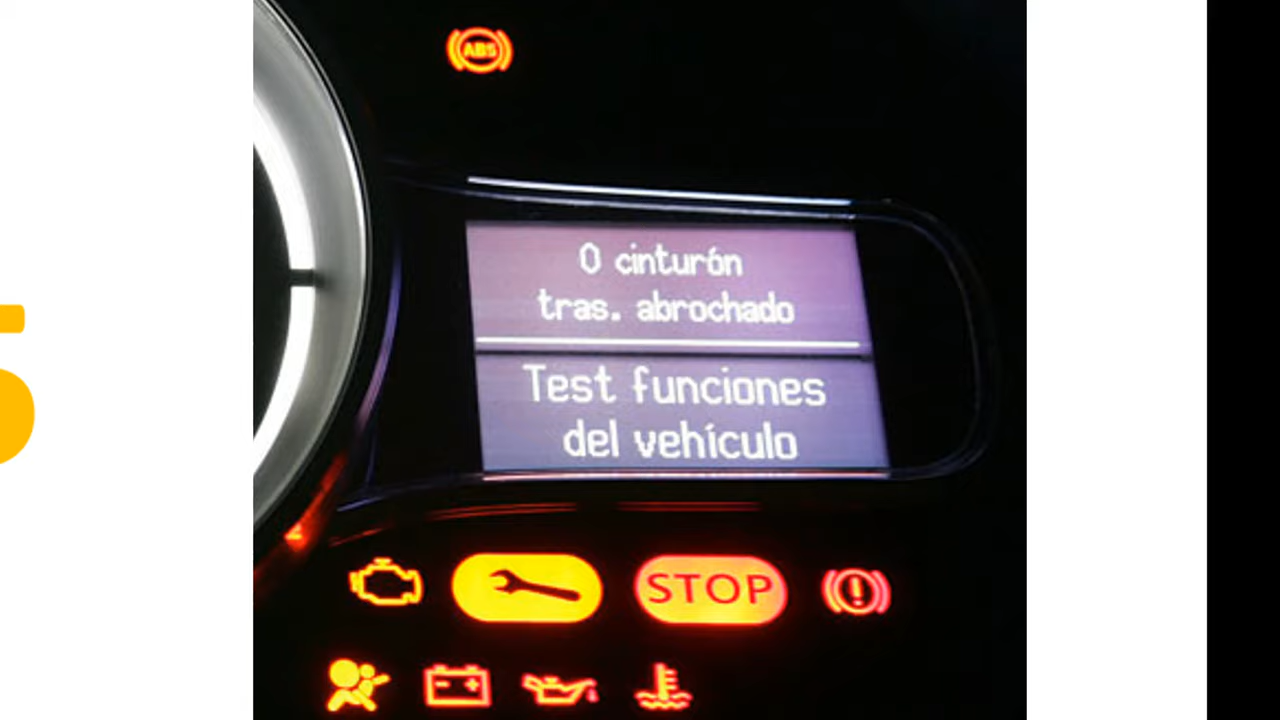 ABS
0 cinturón
tras. abrochado
Test funciones
del vehículo
STOP